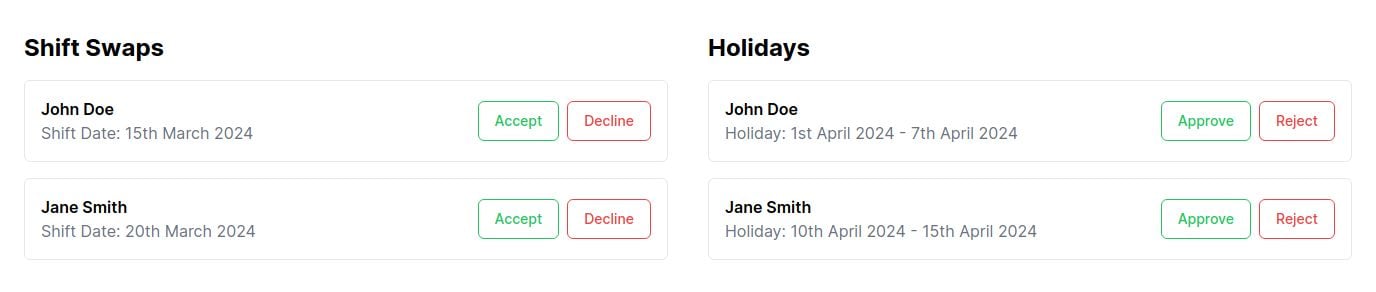 Shift Swaps
John Doe
Shift Date: 15th March 2024
Accept
Decline
Jane Smith
Shift Date: 20th March 2024
Accept
Decline
Holidays
John Doe
Holiday: 1st April 2024 - 7th April 2024
Approve
Reject
Jane Smith
Holiday: 10th April 2024 - 15th April 2024
Approve
Reject